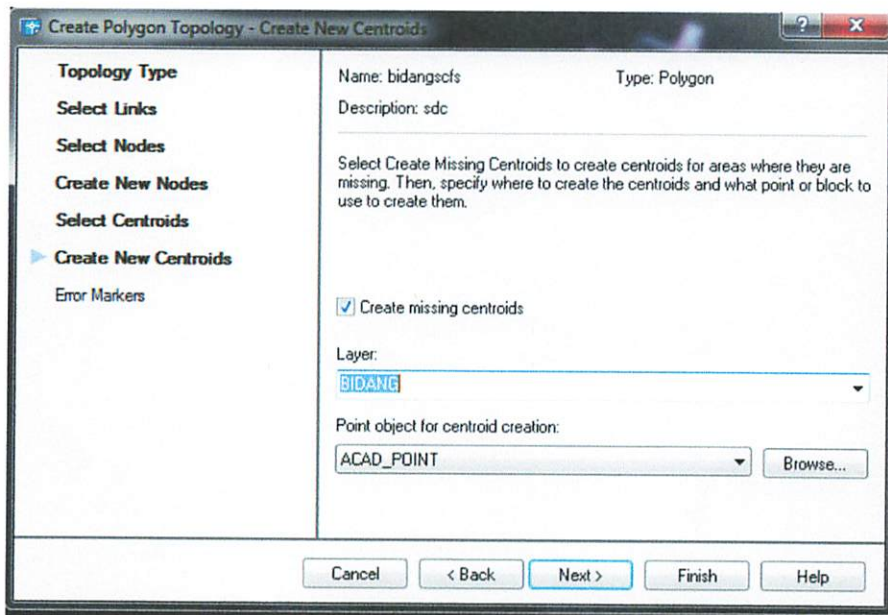 Create Polygon Topology - Create New Centroids
Topology Type
Select Links
Select Nodes
Create New Nodes
Select Centroids
Create New Centroids
Error Markers
Name: bidangscfs
Type: Polygon
Description: sdc
Select Create Missing Centroids to create centroids for areas where they are
missing. Then, specify where to create the centroids and what point or block to
use to create them.
Create missing centroids
Layer:
BIDANG
Point object for centroid creation:
ACAD_POINT
Browse...
Cancel
< Back
Next >
Finish
Help